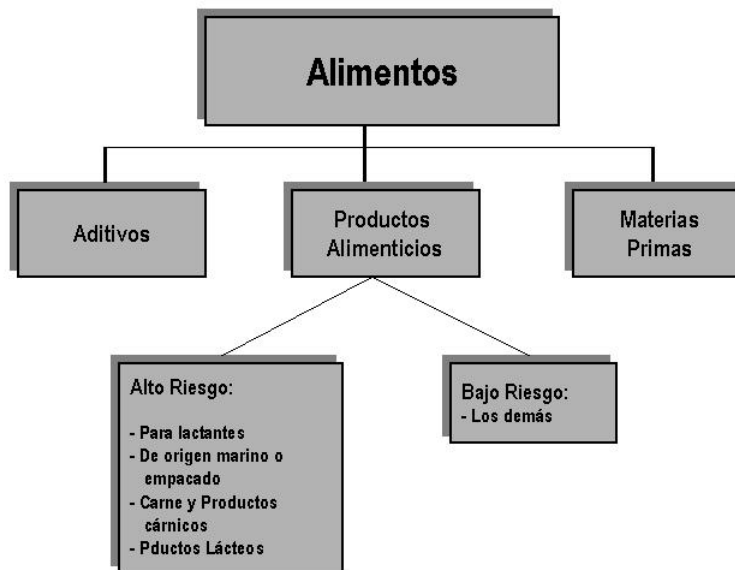 Alimentos
Aditivos
Productos
Alimenticios
Materias
Primas
Alto Riesgo:
- Para lactantes
- De origen marino o
empacado
- Carne y Productos
cárnicos
- Pductos Lácteos
Bajo Riesgo:
- Los demás